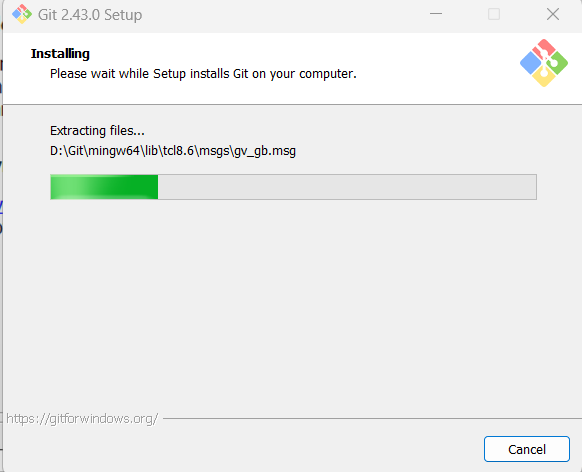 Git 2.43.0 Setup
Installing
Please wait while Setup installs Git on your computer.
Extracting files...
D:\Git\mingw64\lib\tcl8.6\msgs\gv_gb.msg
https://gitforwindows.org/
Cancel